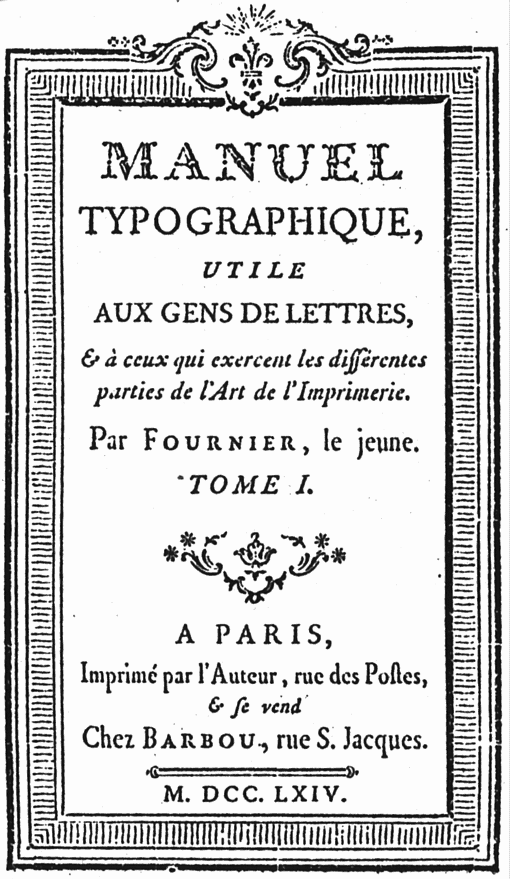 MANUEL
TYPOGRAPHIQUE,
UTILE
AUX GENS DE LETTRES,
& à ceux qui exercent les différentes
parties de l'Art de l'Imprimerie.
Par FOURNIER, le jeune.
TOME I.
A PARIS,
Imprimé par l'Auteur, rue des Poſtes,
& ſe vend
Chez BARBOU, rue S. Jacques.
M. DCC. LXIV.